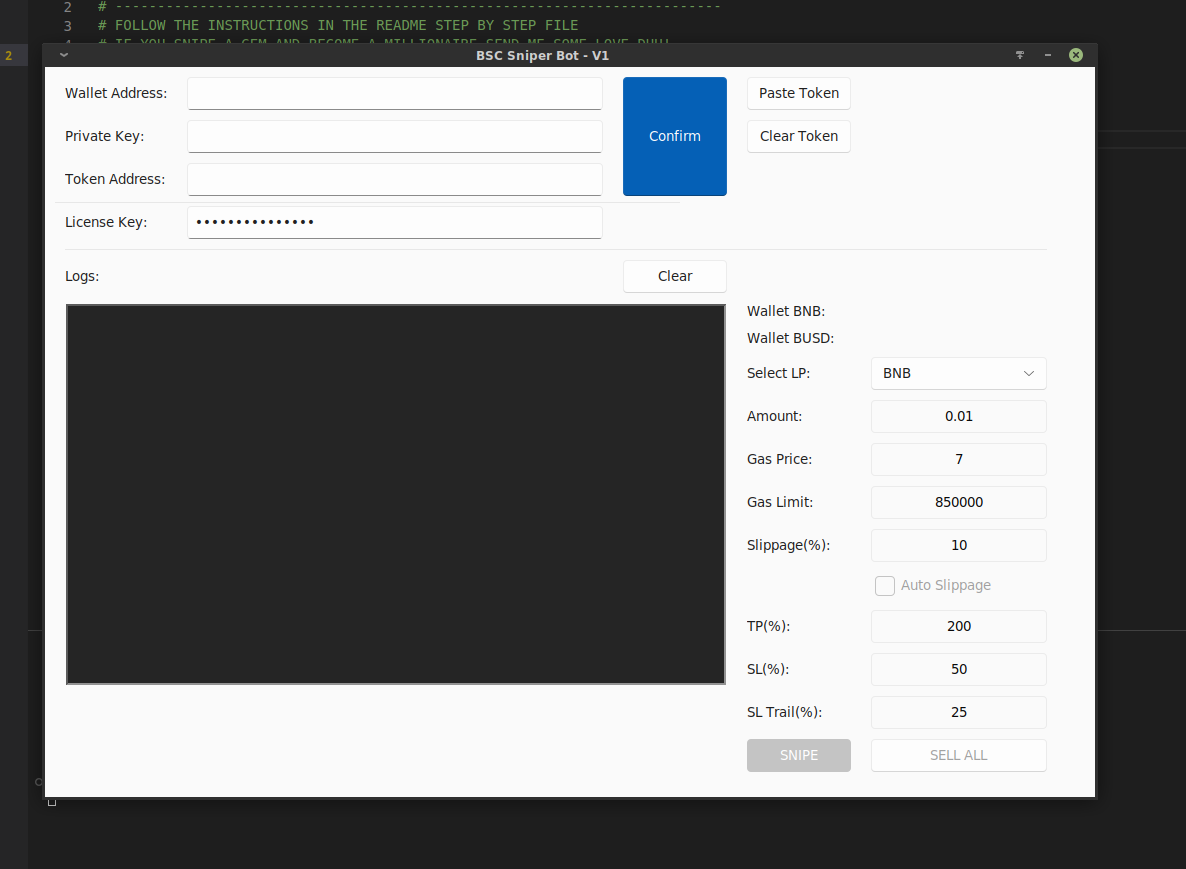 2 # ------------------------------------------------------------------------
3 # FOLLOW THE INSTRUCTIONS IN THE README STEP BY STEP FILE
# IF YOU SNIPE A GEM AND BECOME A MILLIONAIRE SEND ME SOME LOVE DUH!
2
BSC Sniper Bot - V1
Wallet Address:
Private Key:
Token Address:
License Key: •••••••••••••••
Confirm
Paste Token
Clear Token
Logs:
Clear
Wallet BNB:
Wallet BUSD:
Select LP: BNB
Amount: 0.01
Gas Price: 7
Gas Limit: 850000
Slippage(%): 10
Auto Slippage
TP(%): 200
SL(%): 50
SL Trail(%): 25
SNIPE SELL ALL